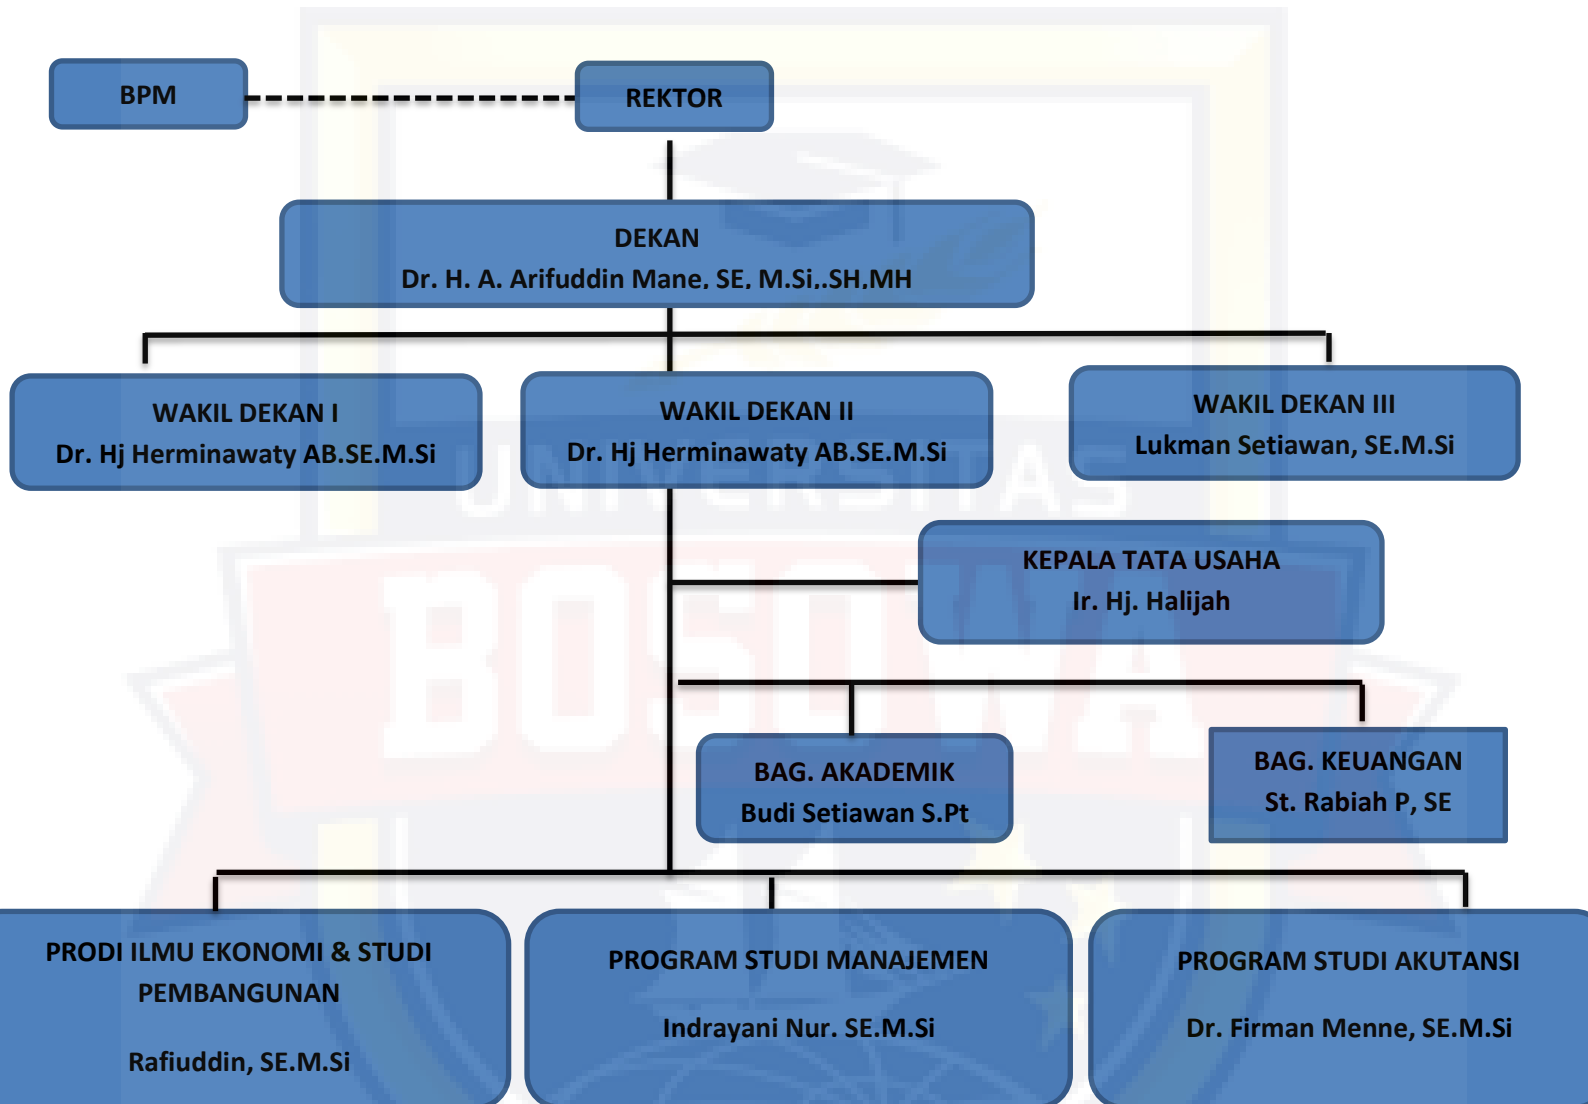 BPM
REKTOR
DEKAN
Dr. H. A. Arifuddin Mane, SE, M.Si,.SH,MH
WAKIL DEKAN I
Dr. Hj Herminawaty AB.SE.M.Si
WAKIL DEKAN II
Dr. Hj Herminawaty AB.SE.M.Si
WAKIL DEKAN III
Lukman Setiawan, SE.M.Si
UNIVERSITAS
KEPALA TATA USAHA
Ir. Hj. Halijah
BOSOWA
BAG. AKADEMIK
Budi Setiawan S.Pt
BAG. KEUANGAN
St. Rabiah P, SE
PRODI ILMU EKONOMI & STUDI
PEMBANGUNAN
Rafiuddin, SE.M.Si
PROGRAM STUDI MANAJEMEN
Indrayani Nur. SE.M.Si
PROGRAM STUDI AKUTANSI
Dr. Firman Menne, SE.M.Si